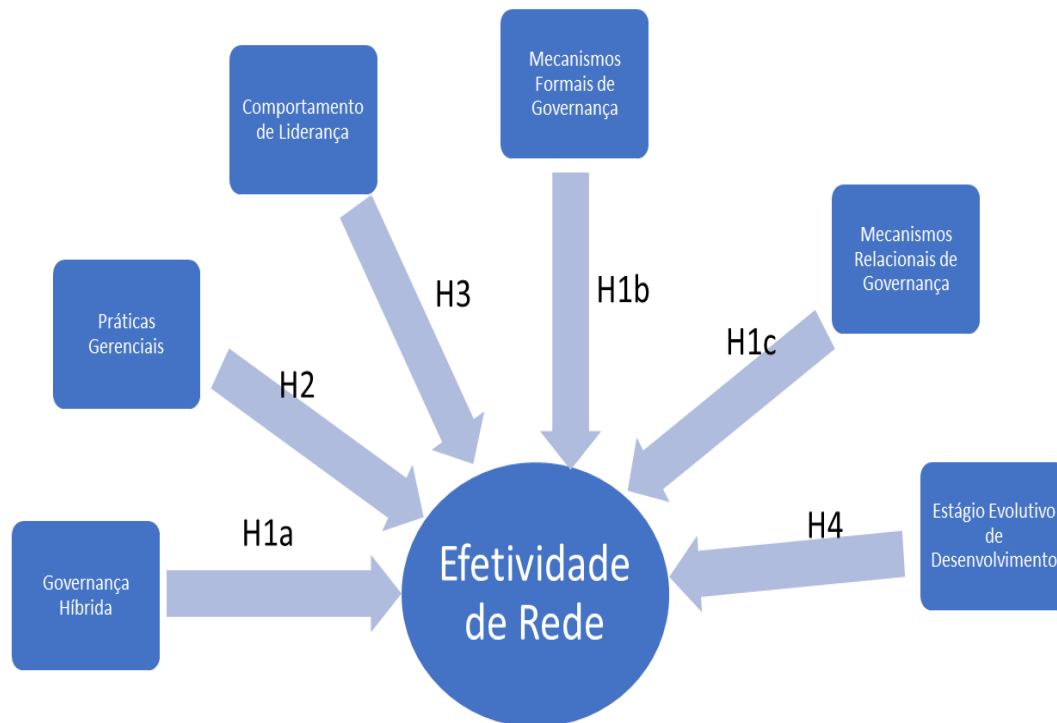 Mecanismos
Formais de
Governança
Comportamento
de Liderança
Mecanismos
Relacionais de
Governança
H3
H1b
H1c
Práticas
Gerenciais
H2
H1a
H4
Estágio Evolutivo
de
Desenvolvimento
Governança
Híbrida
Efetividade
de Rede